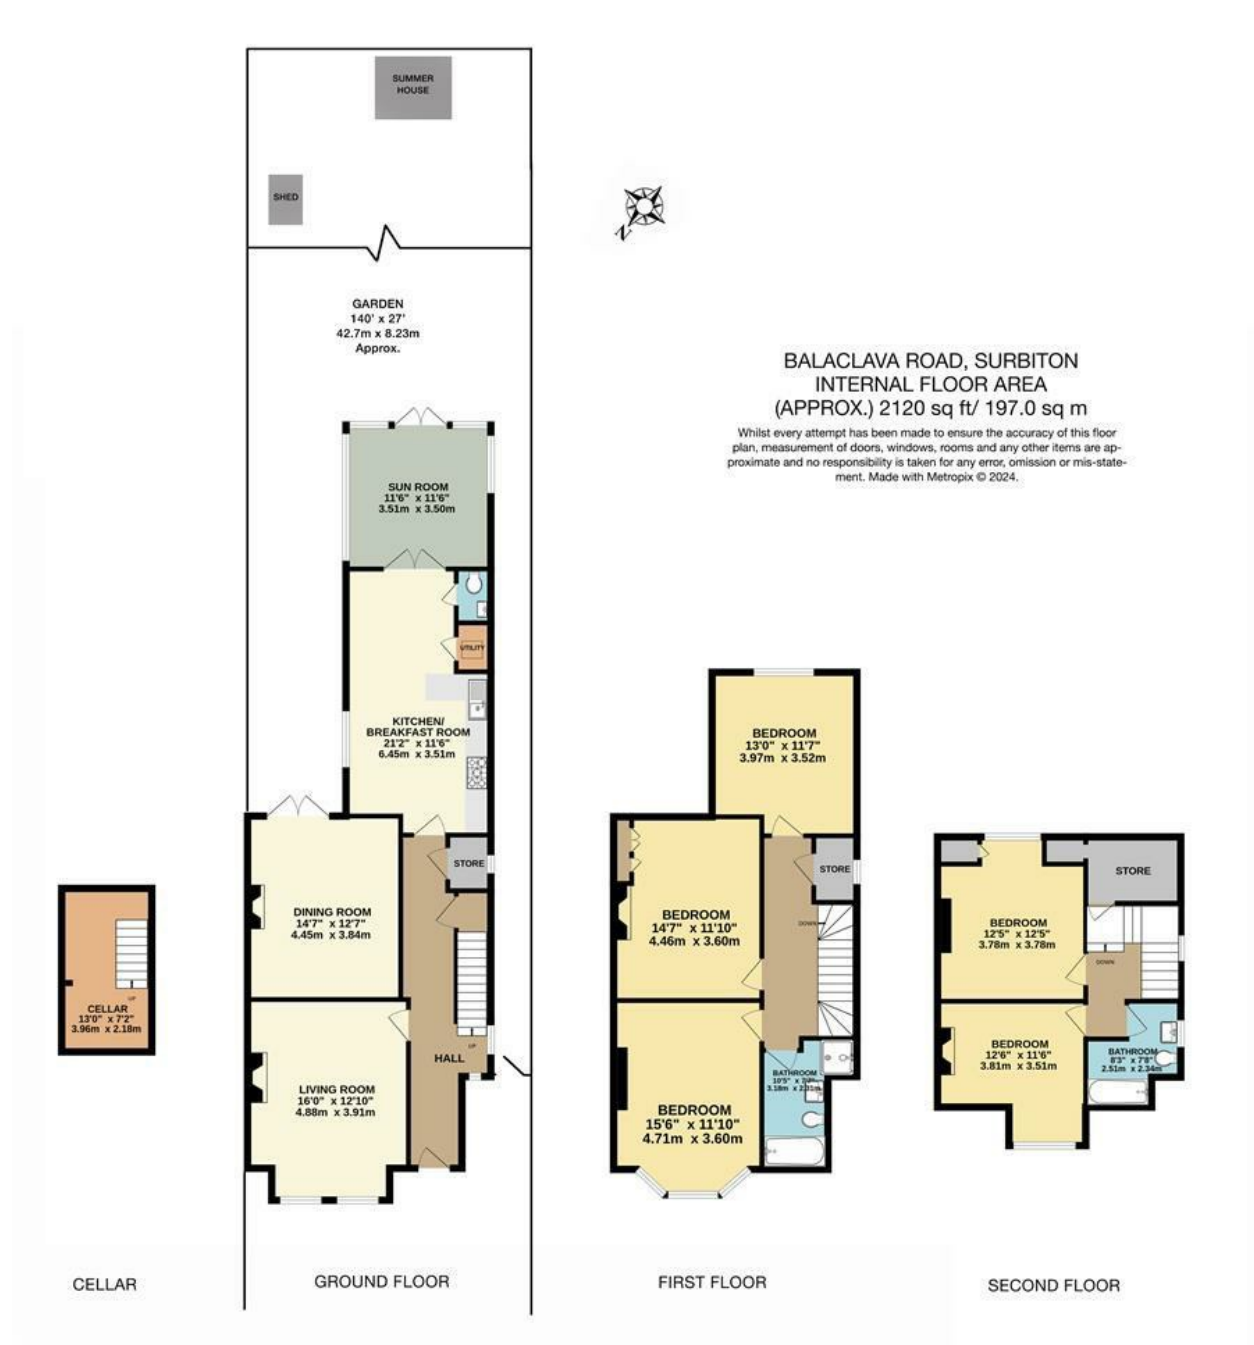 SUMMER
HOUSE
SHED
N
GARDEN
140' x 27'
42.7m x 8.23m
Approx.
BALACLAVA ROAD, SURBITON
INTERNAL FLOOR AREA
(APPROX.) 2120 sq ft/ 197.0 sq m
Whilst every attempt has been made to ensure the accuracy of this floor
plan, measurement of doors, windows, rooms and any other items are ap-
proximate and no responsibility is taken for any error, omission or mis-state-
ment. Made with Metropix © 2024.
SUN ROOM
11'6" x 11'6"
3.51m x 3.50m
UTILITY
KITCHEN/
BREAKFAST ROOM
21'2" x 11'6"
6.45m x 3.51m
STORE
DINING ROOM
14'7" x 12'7"
4.45m x 3.84m
UP
HALL
LIVING ROOM
16'0" x 12'10"
4.88m x 3.91m
UP
CELLAR
13'0" x 7'2"
3.96m x 2.18m
BEDROOM
13'0" x 11'7"
3.97m x 3.52m
STORE
BEDROOM
14'7" x 11'10"
4.46m x 3.60m
DOWN
BATHROOM
10'5" x
3.18m x
BEDROOM
15'6" x 11'10"
4.71m x 3.60m
STORE
BEDROOM
12'5" x 12'5"
3.78m x 3.78m
DOWN
BEDROOM
12'6" x 11'6"
3.81m x 3.51m
BATHROOM
8'3" x 7'8"
2.51m x 2.34m
CELLAR
GROUND FLOOR
FIRST FLOOR
SECOND FLOOR